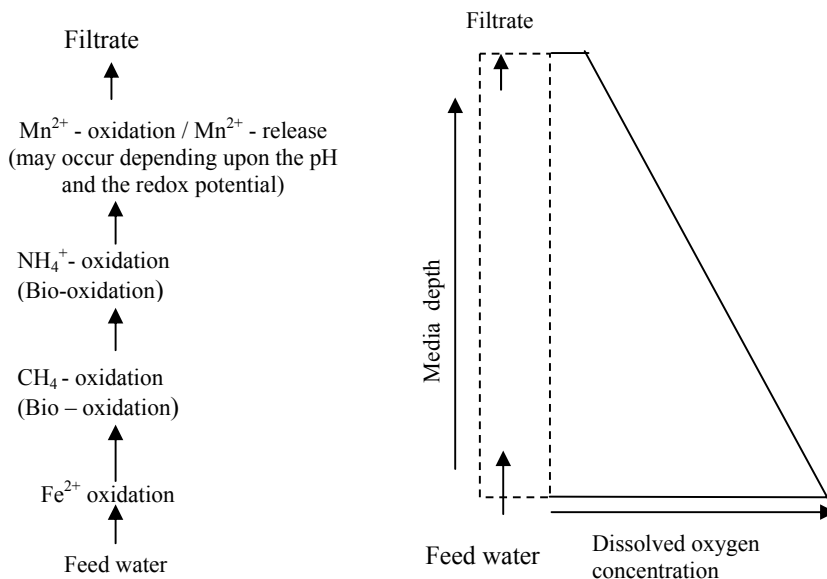 Filtrate
Mn²⁺ - oxidation / Mn²⁺ - release
(may occur depending upon the pH
and the redox potential)
NH₄⁺- oxidation
(Bio-oxidation)
CH₄ - oxidation
(Bio – oxidation)
Fe²⁺ oxidation
Feed water
Filtrate
Media depth
Feed water
Dissolved oxygen
concentration